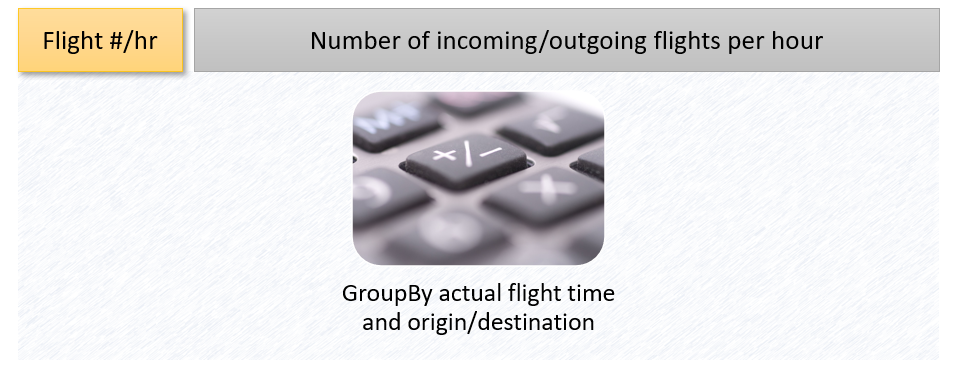 Flight #/hr
Number of incoming/outgoing flights per hour
M+
+/−
GroupBy actual flight time
and origin/destination